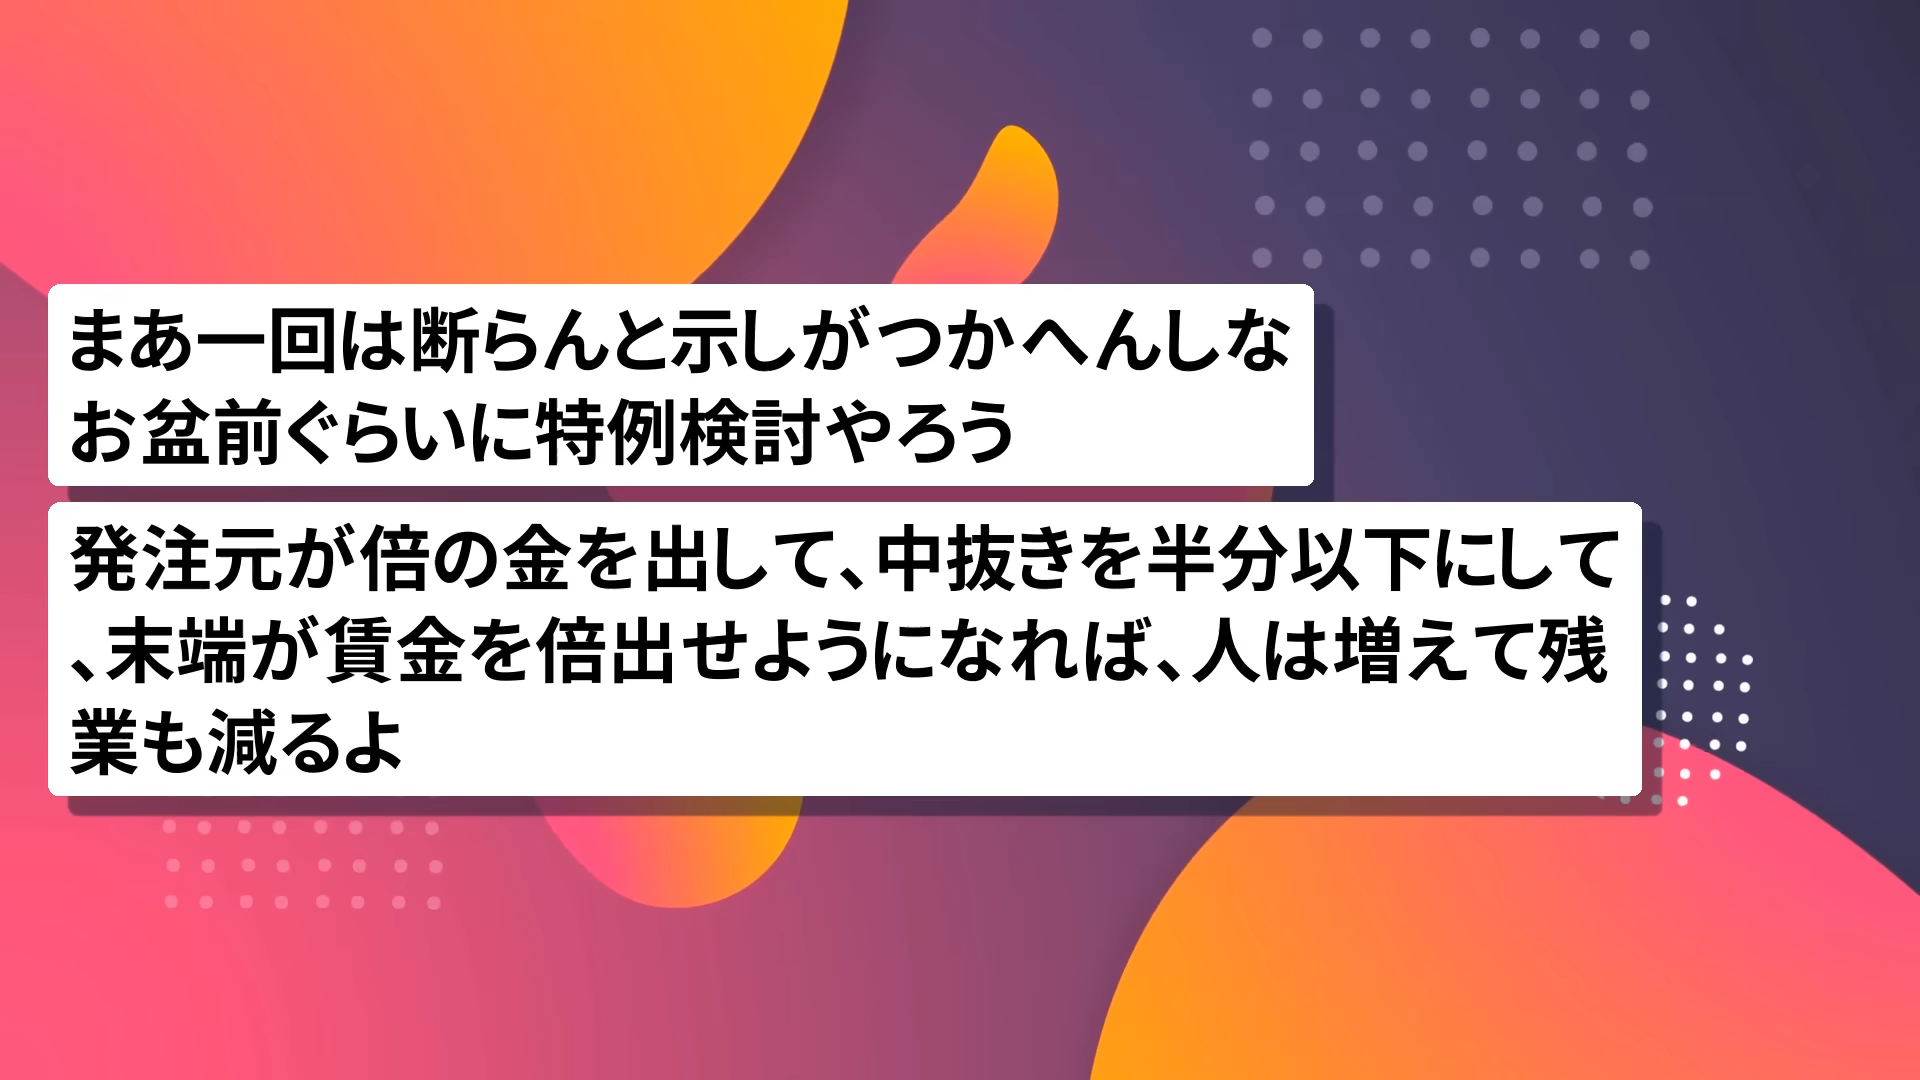 まあ一回は断らんと示しがつかへんしな
お盆前ぐらいに特例検討やろう
発注元が倍の金を出して、中抜きを半分以下にして
、末端が賃金を倍出せようになれば、人は増えて残
業も減るよ